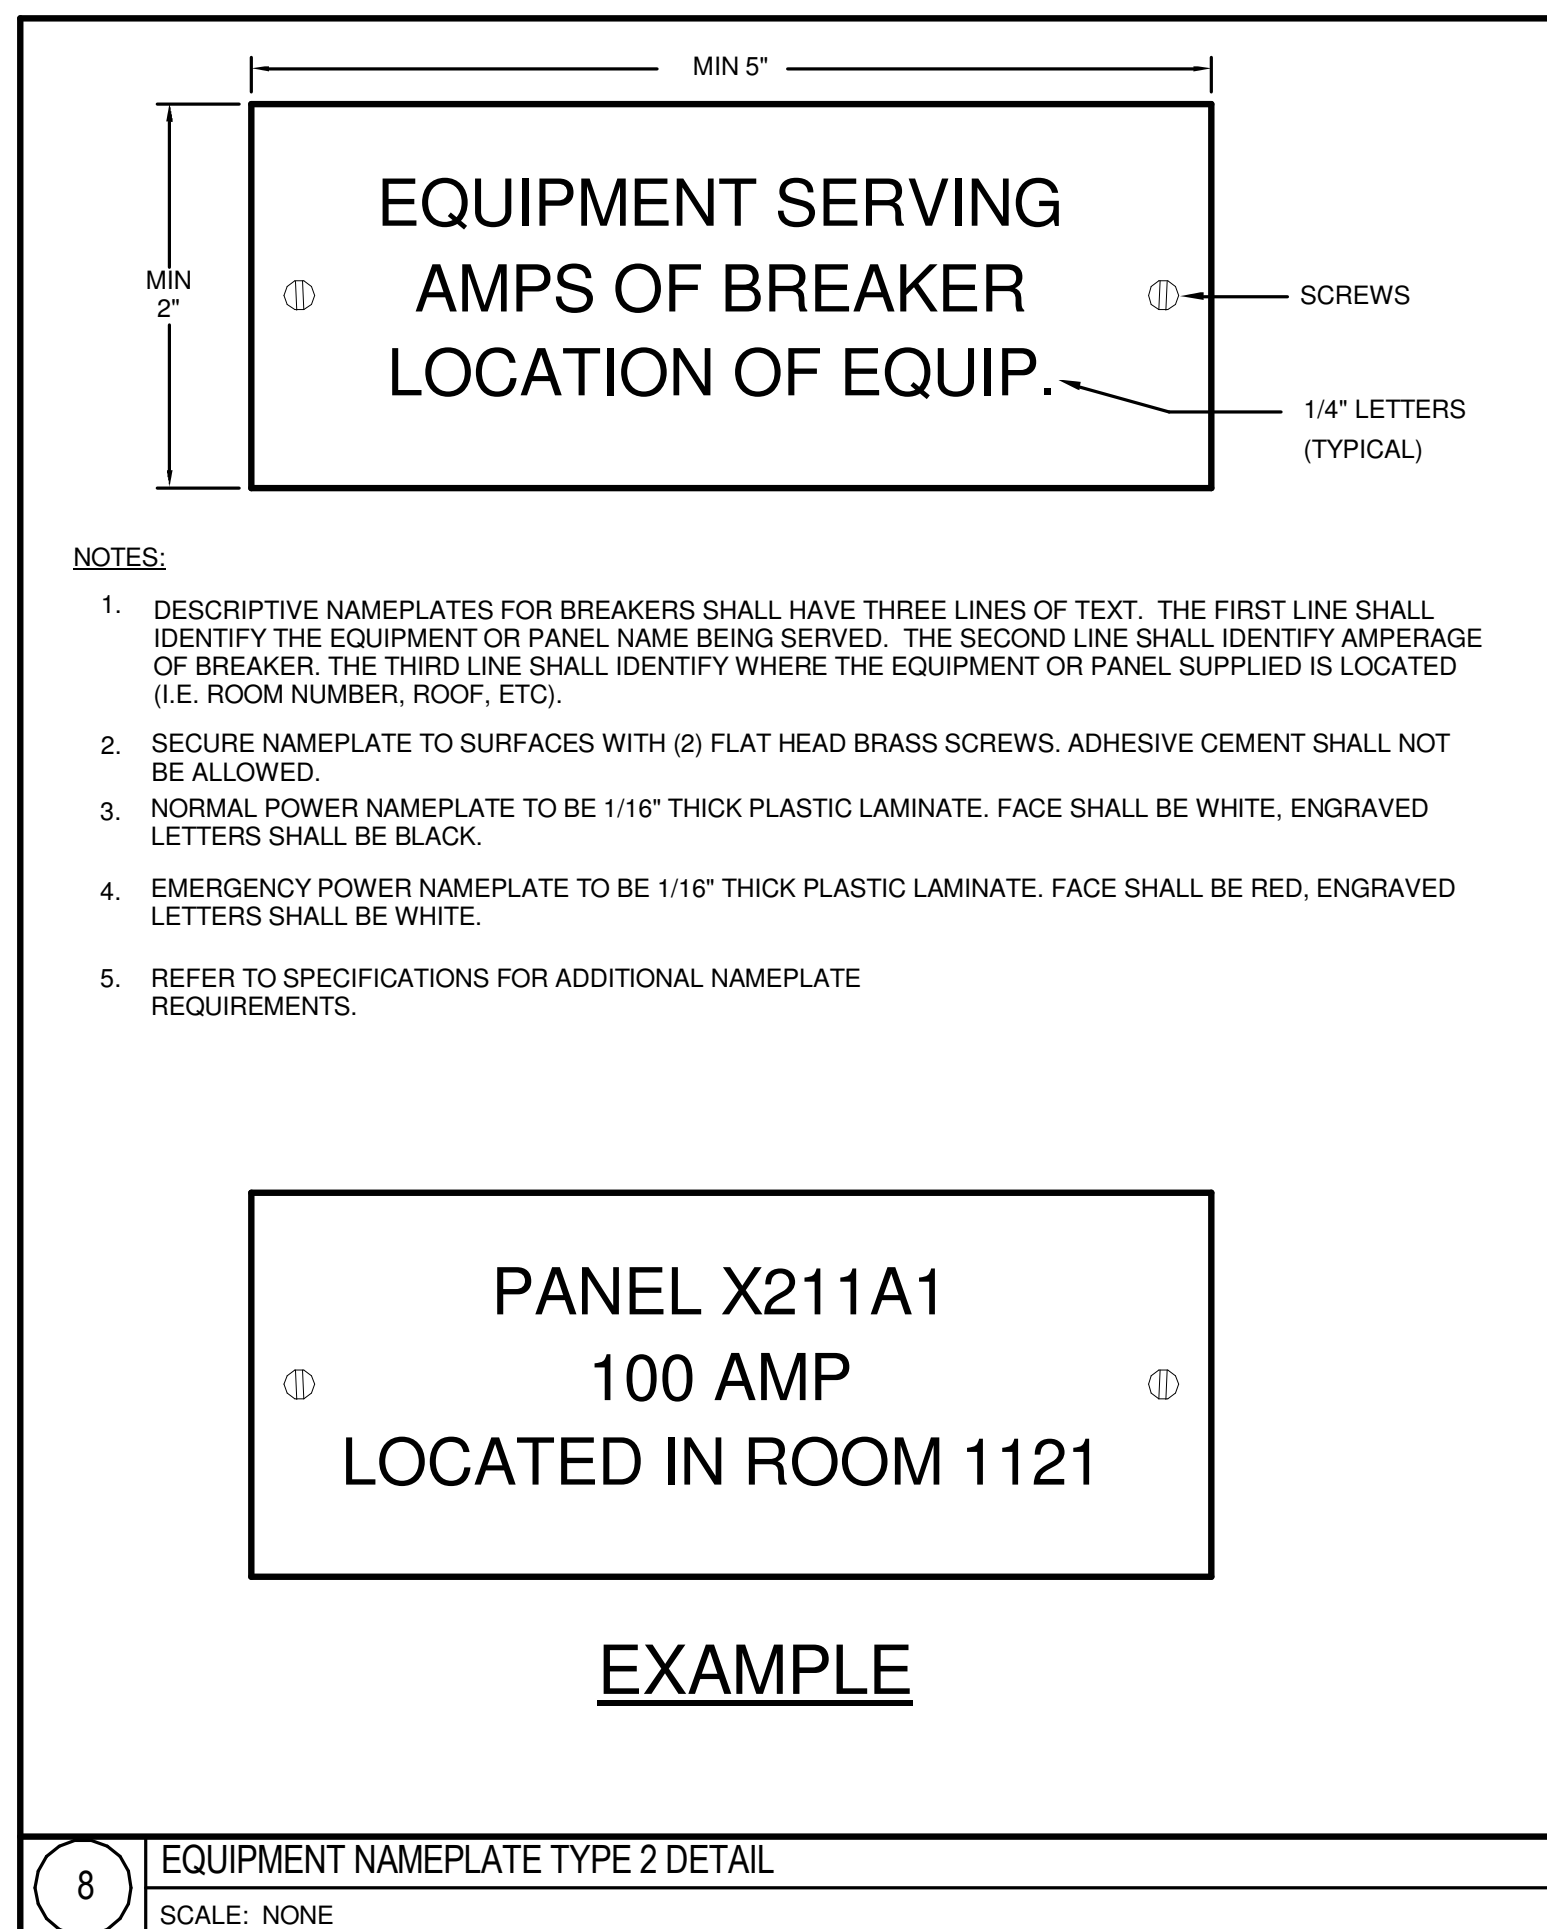 MIN 5"
EQUIPMENT SERVING
AMPS OF BREAKER
LOCATION OF EQUIP.
MIN
2"
SCREWS
1/4" LETTERS
(TYPICAL)
NOTES:
1. DESCRIPTIVE NAMEPLATES FOR BREAKERS SHALL HAVE THREE LINES OF TEXT. THE FIRST LINE SHALL
IDENTIFY THE EQUIPMENT OR PANEL NAME BEING SERVED. THE SECOND LINE SHALL IDENTIFY AMPERAGE
OF BREAKER. THE THIRD LINE SHALL IDENTIFY WHERE THE EQUIPMENT OR PANEL SUPPLIED IS LOCATED
(I.E. ROOM NUMBER, ROOF, ETC).
2. SECURE NAMEPLATE TO SURFACES WITH (2) FLAT HEAD BRASS SCREWS. ADHESIVE CEMENT SHALL NOT
BE ALLOWED.
3. NORMAL POWER NAMEPLATE TO BE 1/16" THICK PLASTIC LAMINATE. FACE SHALL BE WHITE, ENGRAVED
LETTERS SHALL BE BLACK.
4. EMERGENCY POWER NAMEPLATE TO BE 1/16" THICK PLASTIC LAMINATE. FACE SHALL BE RED, ENGRAVED
LETTERS SHALL BE WHITE.
5. REFER TO SPECIFICATIONS FOR ADDITIONAL NAMEPLATE
REQUIREMENTS.
PANEL X211A1
100 AMP
LOCATED IN ROOM 1121
EXAMPLE
8
EQUIPMENT NAMEPLATE TYPE 2 DETAIL
SCALE: NONE